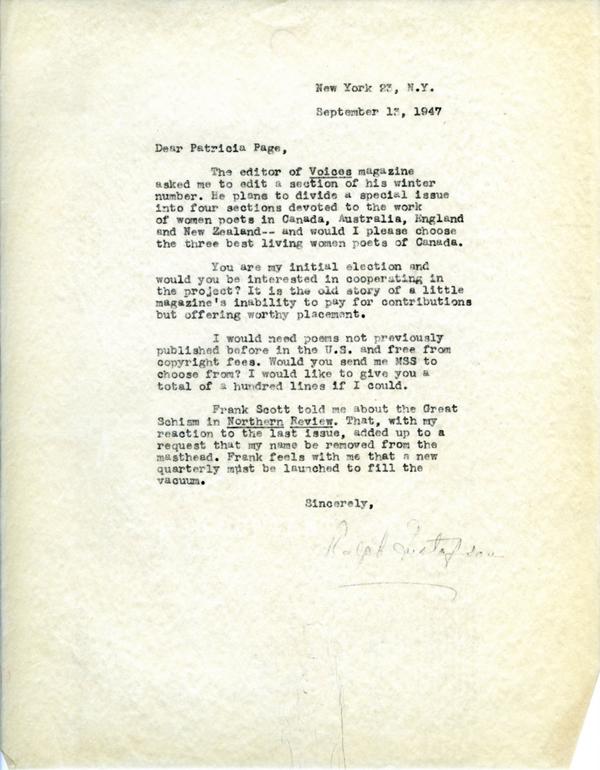 New York 23, N.Y.
September 13, 1947
Dear Patricia Page,
The editor of Voices magazine
asked me to edit a section of his winter
number. He plans to divide a special issue
into four sections devoted to the work
of women poets in Canada, Australia, England
and New Zealand-- and would I please choose
the three best living women poets of Canada.
You are my initial election and
would you be interested in cooperating in
the project? It is the old story of a little
magazine's inability to pay for contributions
but offering worthy placement.
I would need poems not previously
published before in the U.S. and free from
copyright fees. Would you send me MSS to
choose from? I would like to give you a
total of a hundred lines if I could.
Frank Scott told me about the Great
Schism in Northern Review. That, with my
reaction to the last issue, added up to a
request that my name be removed from the
masthead. Frank feels with me that a new
quarterly must be launched to fill the
vacuum.
Sincerely,
Ralph Gustafson